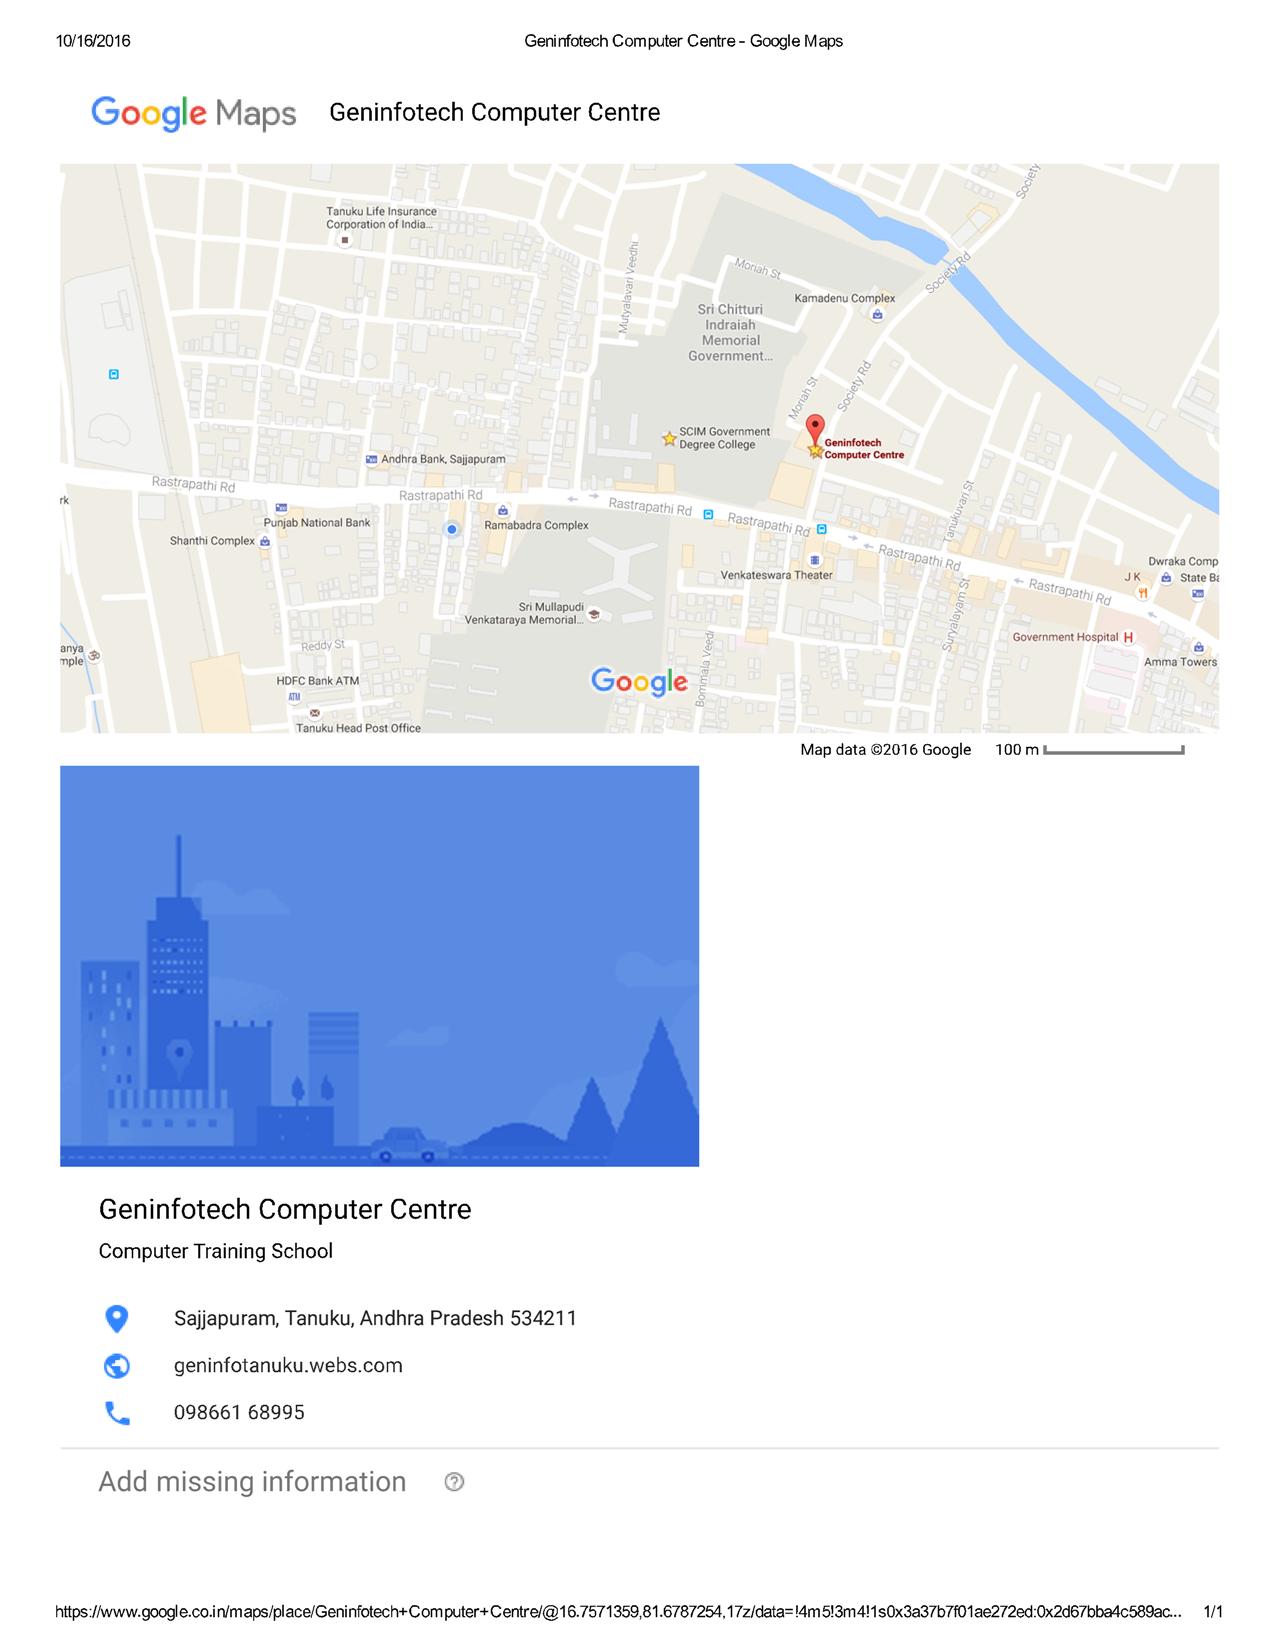 10/16/2016
Geninfotech Computer Centre - Google Maps
Google Maps
Geninfotech Computer Centre
Society
Tanuku Life Insurance
Corporation of India...
Mutyalavari Veedhi
Moriah St
Society Rd
Kamadenu Complex
Sri Chitturi
Indraiah
Memorial
Government...
Moriah St
Society Rd
SCIM Government
Degree College
Geninfotech
Computer Centre
Andhra Bank, Sajjapuram
Rastrapathi Rd
Rastrapathi Rd
Rastrapathi Rd
Rastrapathi Rd
Rastrapathi Rd
Rastrapathi Rd
rk
Punjab National Bank
Ramabadra Complex
Tanukuvari St
Shanthi Complex
Venkateswara Theater
Dwraka Comp
J K
State Ba
Sri Mullapudi
Venkataraya Memorial...
Suryalayam St
Government Hospital
H
Reddy St
Bommala Veedi
anya
mple
Amma Towers
HDFC Bank ATM
ATM
Google
Tanuku Head Post Office
Map data ©2016 Google
100 m
Geninfotech Computer Centre
Computer Training School
Sajjapuram, Tanuku, Andhra Pradesh 534211
geninfotanuku.webs.com
098661 68995
Add missing information
?
https://www.google.co.in/maps/place/Geninfotech+Computer+Centre/@16.7571359,81.6787254,17z/data=!4m5!3m4!1s0x3a37b7f01ae272ed:0x2d67bba4c589ac...
1/1